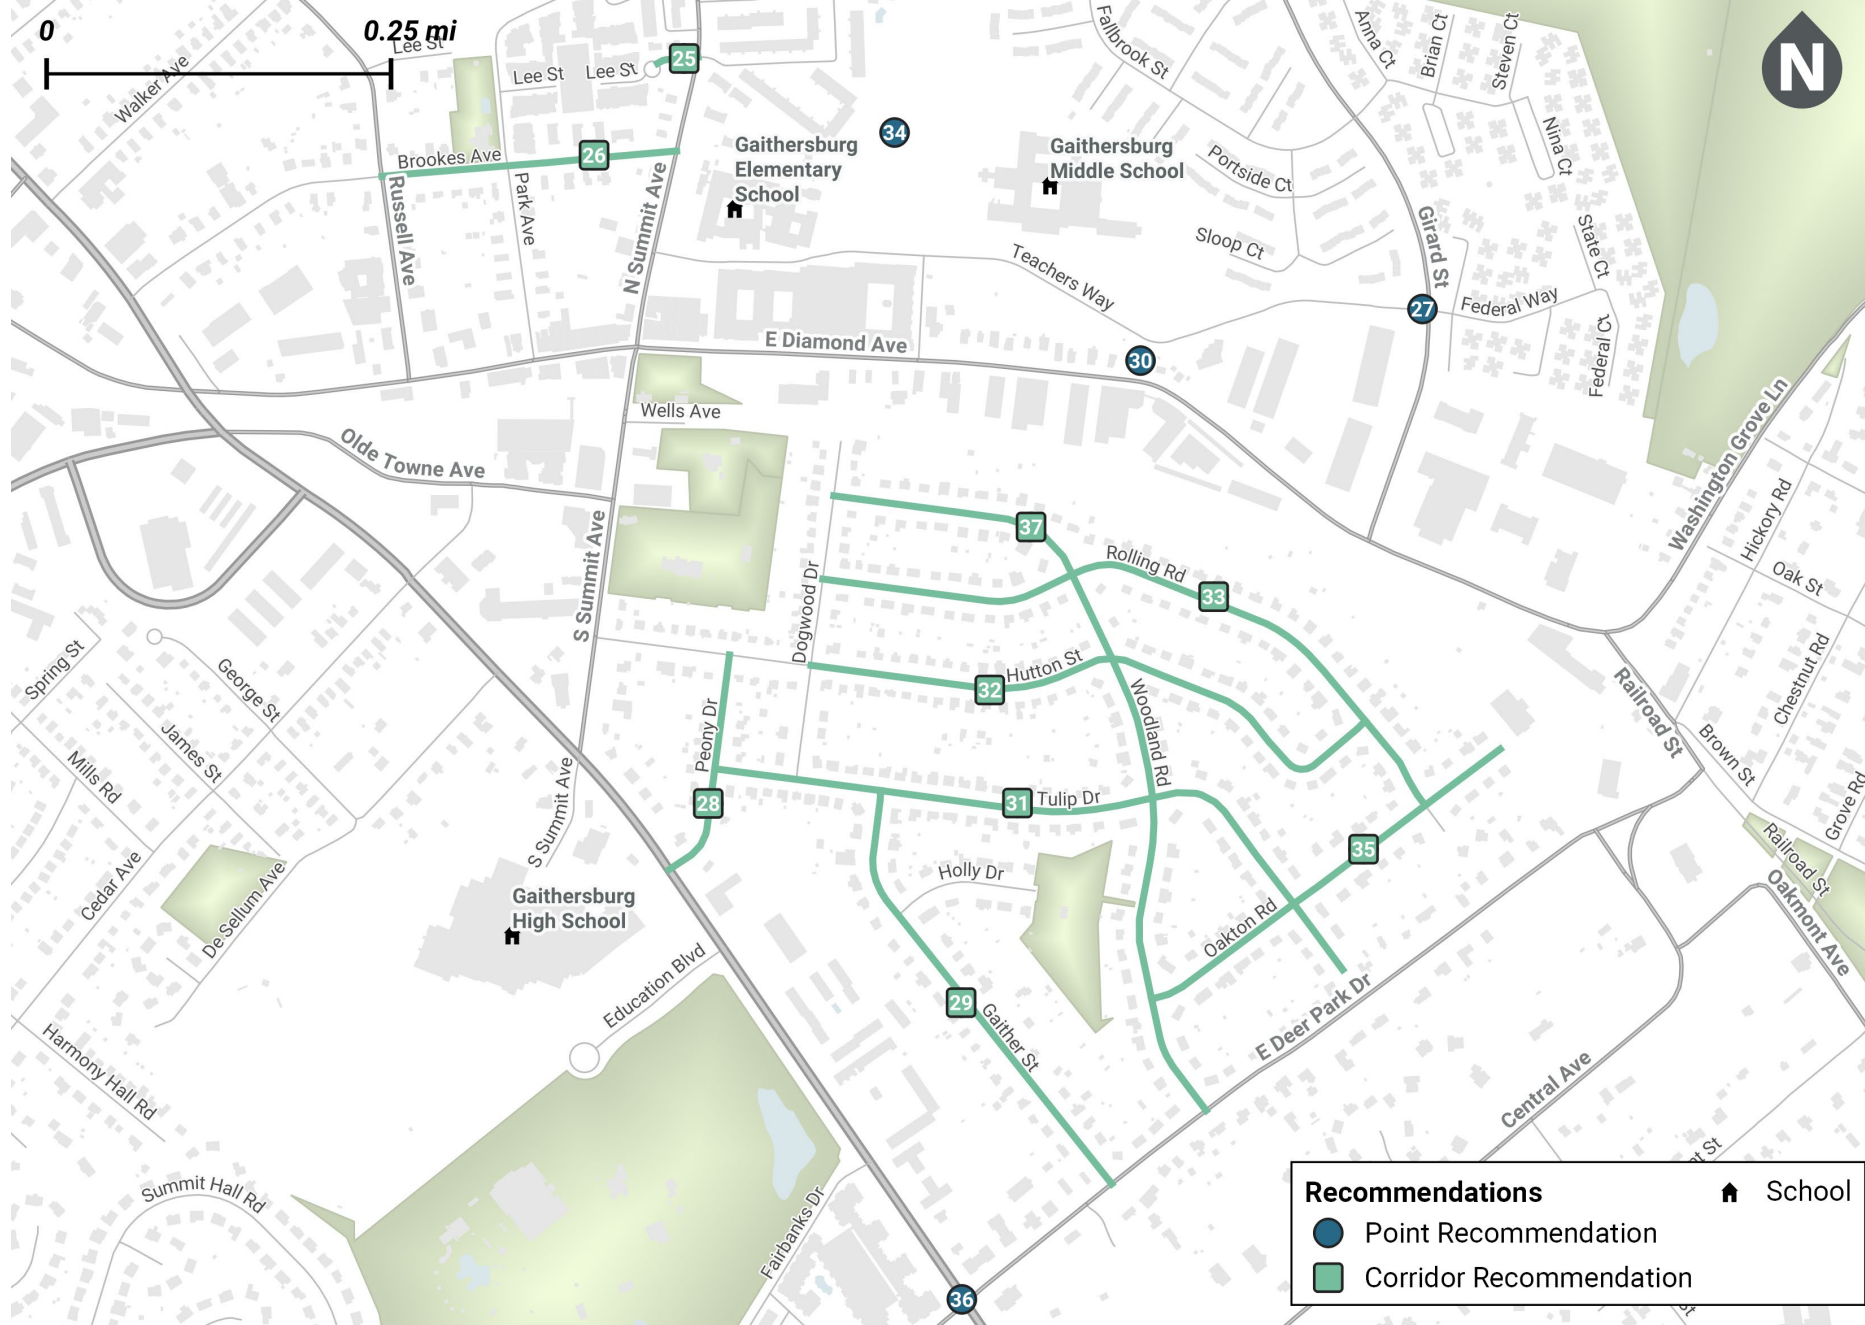 0
0.25 mi
N
Lee St
Lee St
Lee St
25
Walker Ave
Fallbrook St
Anna Ct
Brian Ct
Steven Ct
Nina Ct
34
Brookes Ave
26
Gaithersburg
Elementary
School
Gaithersburg
Middle School
Portside Ct
Russell Ave
Park Ave
N Summit Ave
Sloop Ct
Girard St
State Ct
Teachers Way
27
Federal Way
Federal Ct
E Diamond Ave
30
Wells Ave
Washington Grove Ln
Olde Towne Ave
Hickory Rd
37
Rolling Rd
33
Oak St
S Summit Ave
Dogwood Dr
Spring St
George St
32
Hutton St
Chestnut Rd
Railroad St
Woodland Rd
Peony Dr
James St
Mills Rd
Brown St
28
31
Tulip Dr
S Summit Ave
Grove Rd
35
Railroad St
Holly Dr
Cedar Ave
De Sellum Ave
Gaithersburg
High School
Oakton Rd
Oakmont Ave
Education Blvd
29
Gaither St
E Deer Park Dr
Harmony Hall Rd
Central Ave
Summit Hall Rd
Fairbanks Dr
36
Recommendations
School
Point Recommendation
Corridor Recommendation